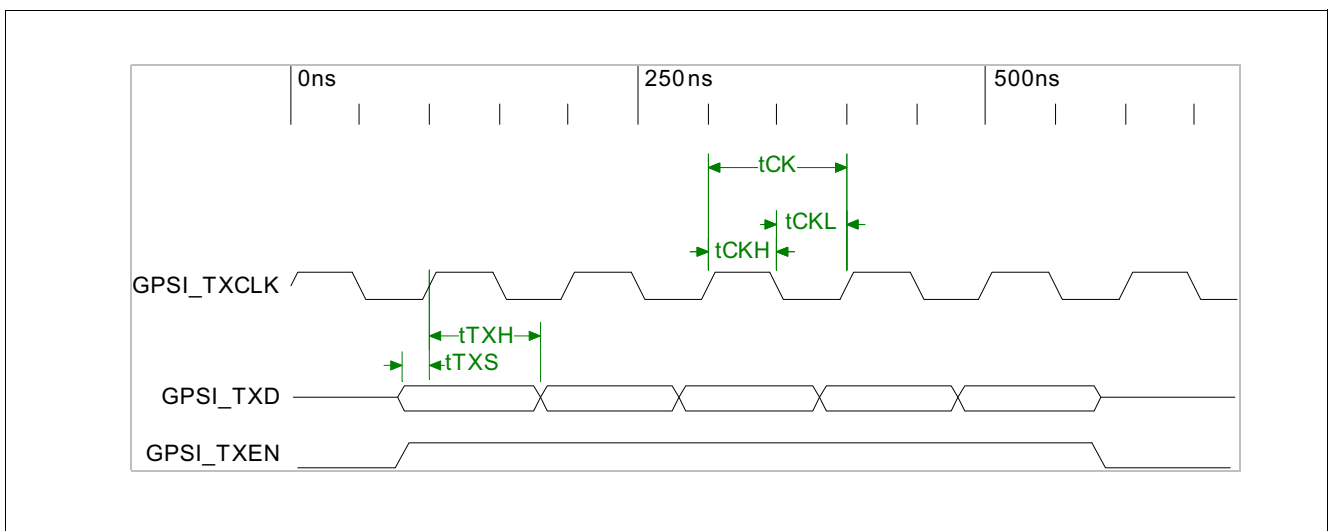 0ns 250ns 500ns
tCK
tCKL
tCKH
GPSI_TXCLK
tTXH
tTXS
GPSI_TXD
GPSI_TXEN